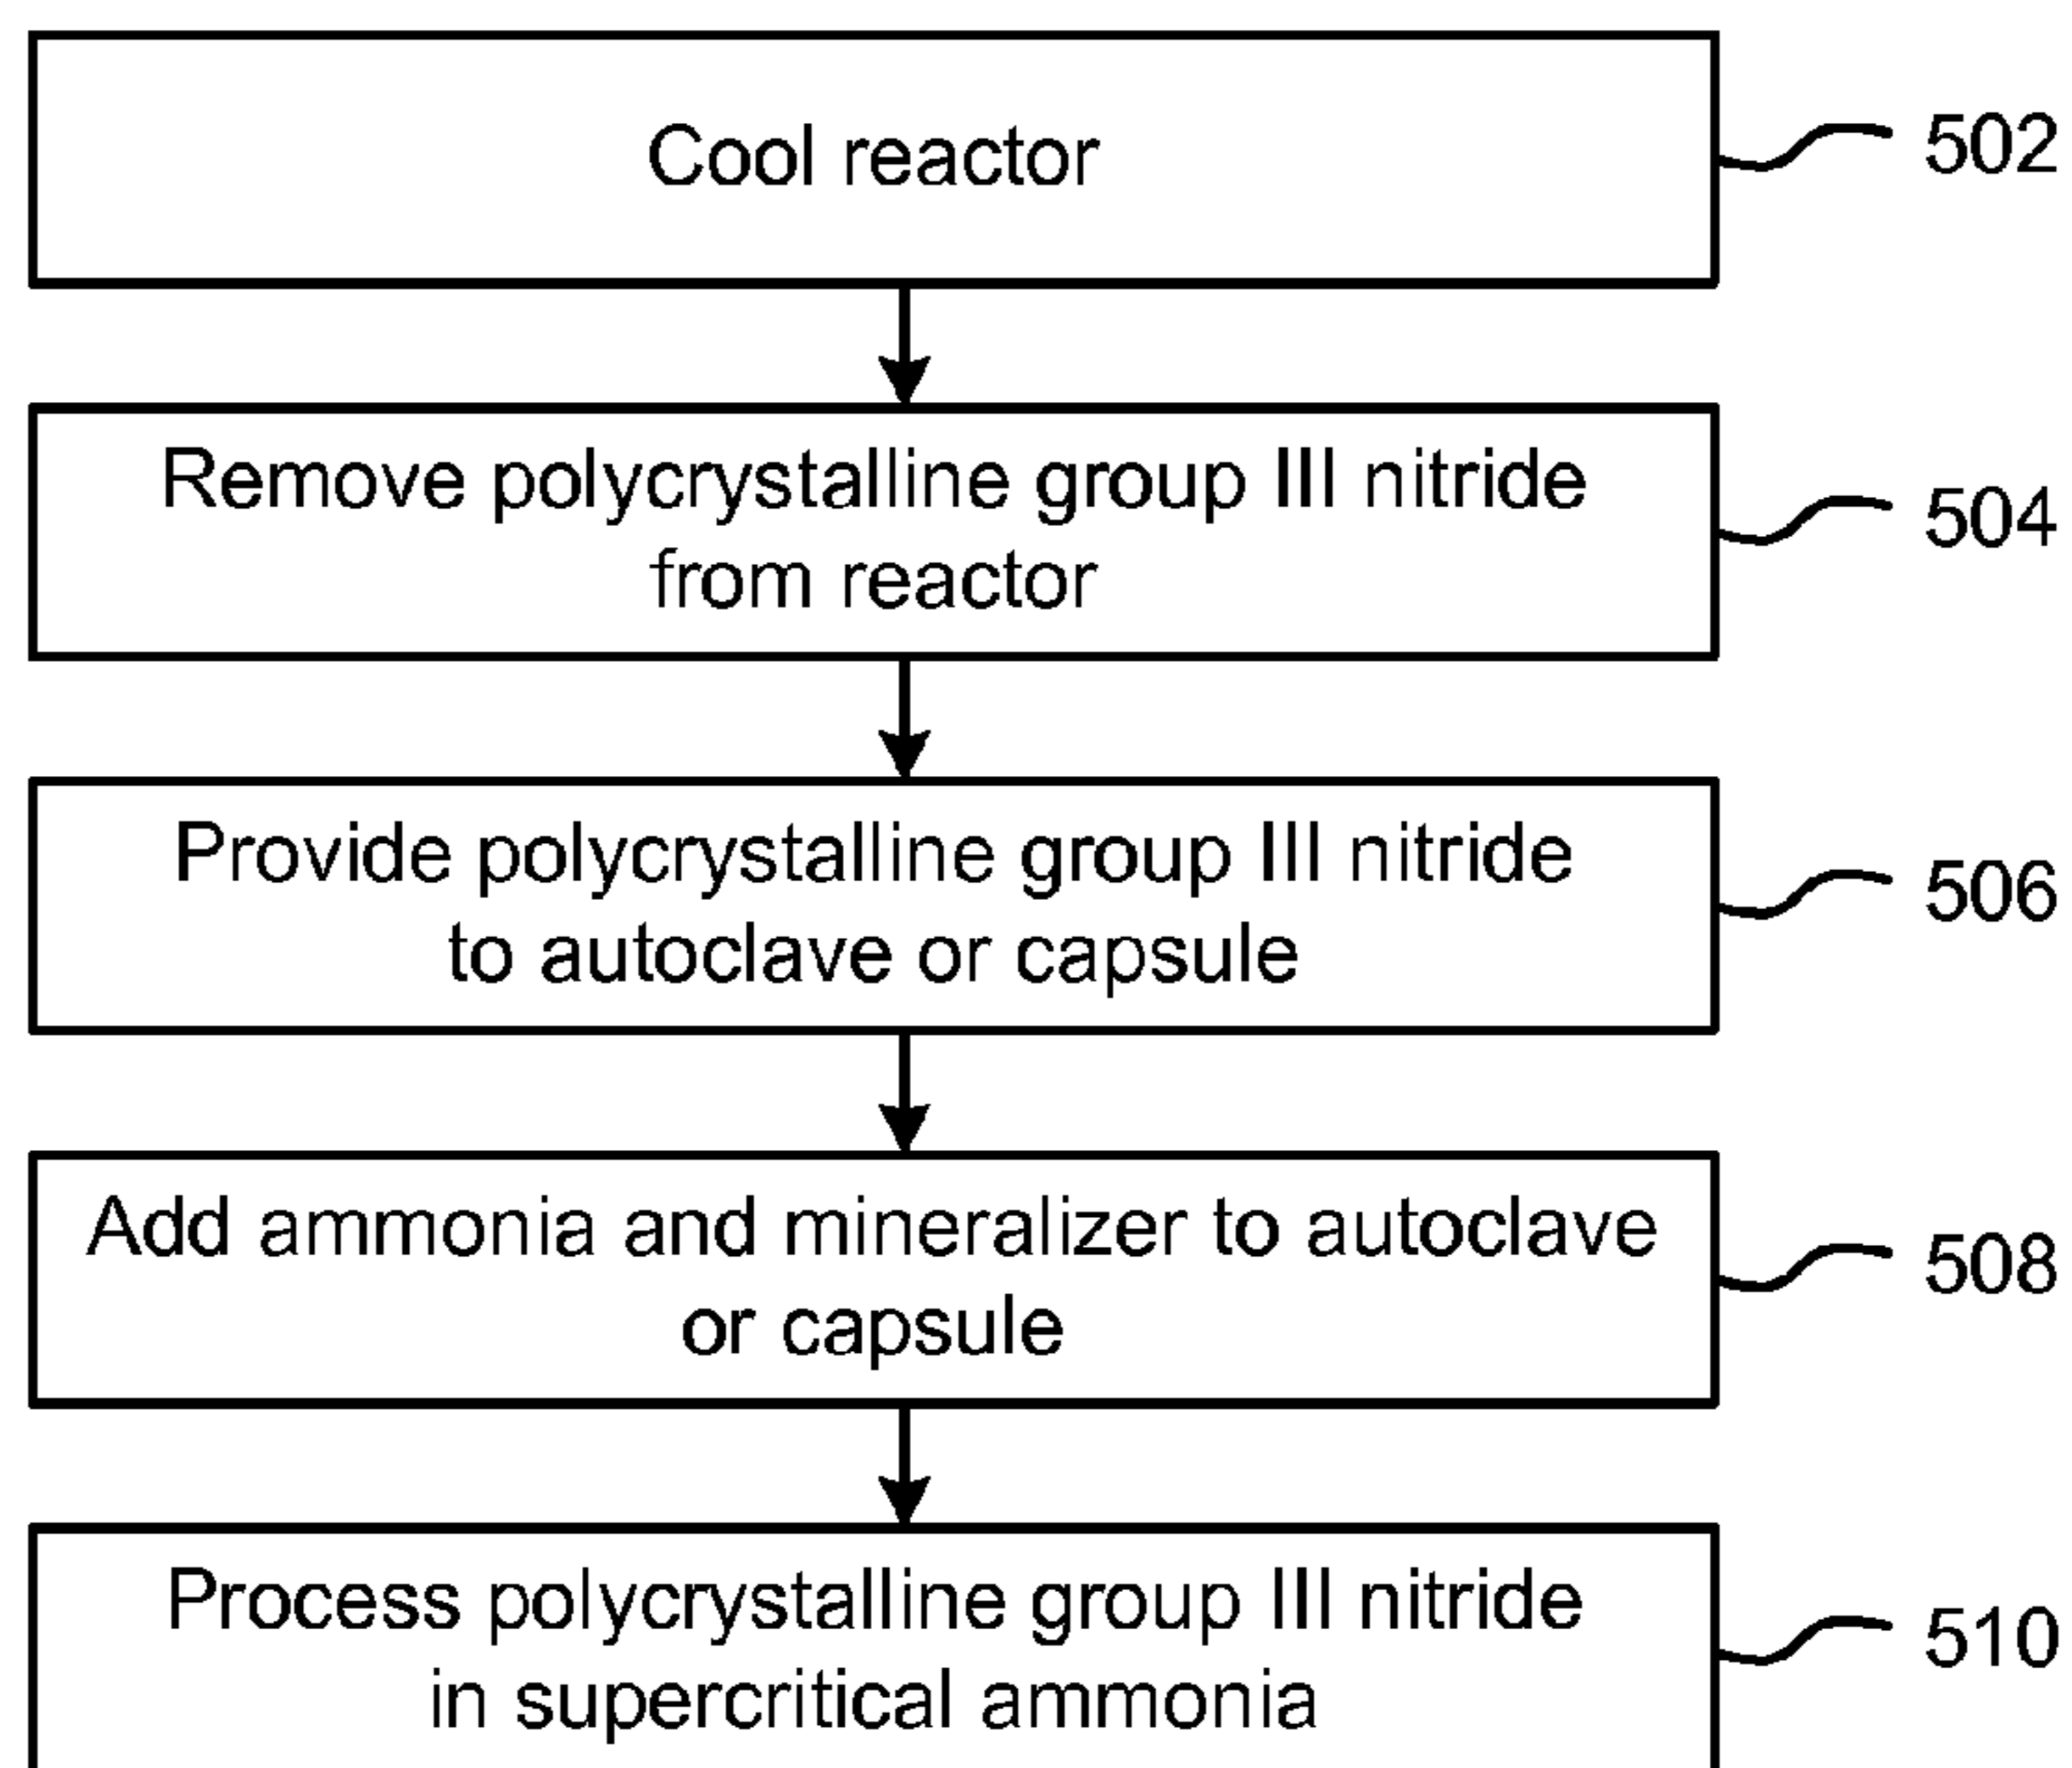 Cool reactor
502
Remove polycrystalline group III nitride
from reactor
504
Provide polycrystalline group III nitride
to autoclave or capsule
506
Add ammonia and mineralizer to autoclave
or capsule
508
Process polycrystalline group III nitride
in supercritical ammonia
510